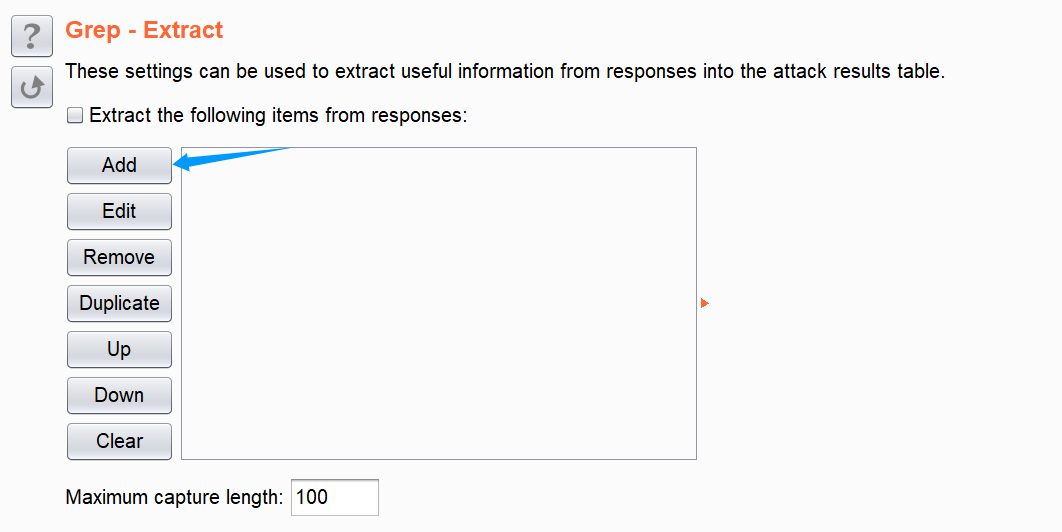 ?
Grep - Extract
These settings can be used to extract useful information from responses into the attack results table.
Extract the following items from responses:
Add
Edit
Remove
Duplicate
Up
Down
Clear
Maximum capture length: 100